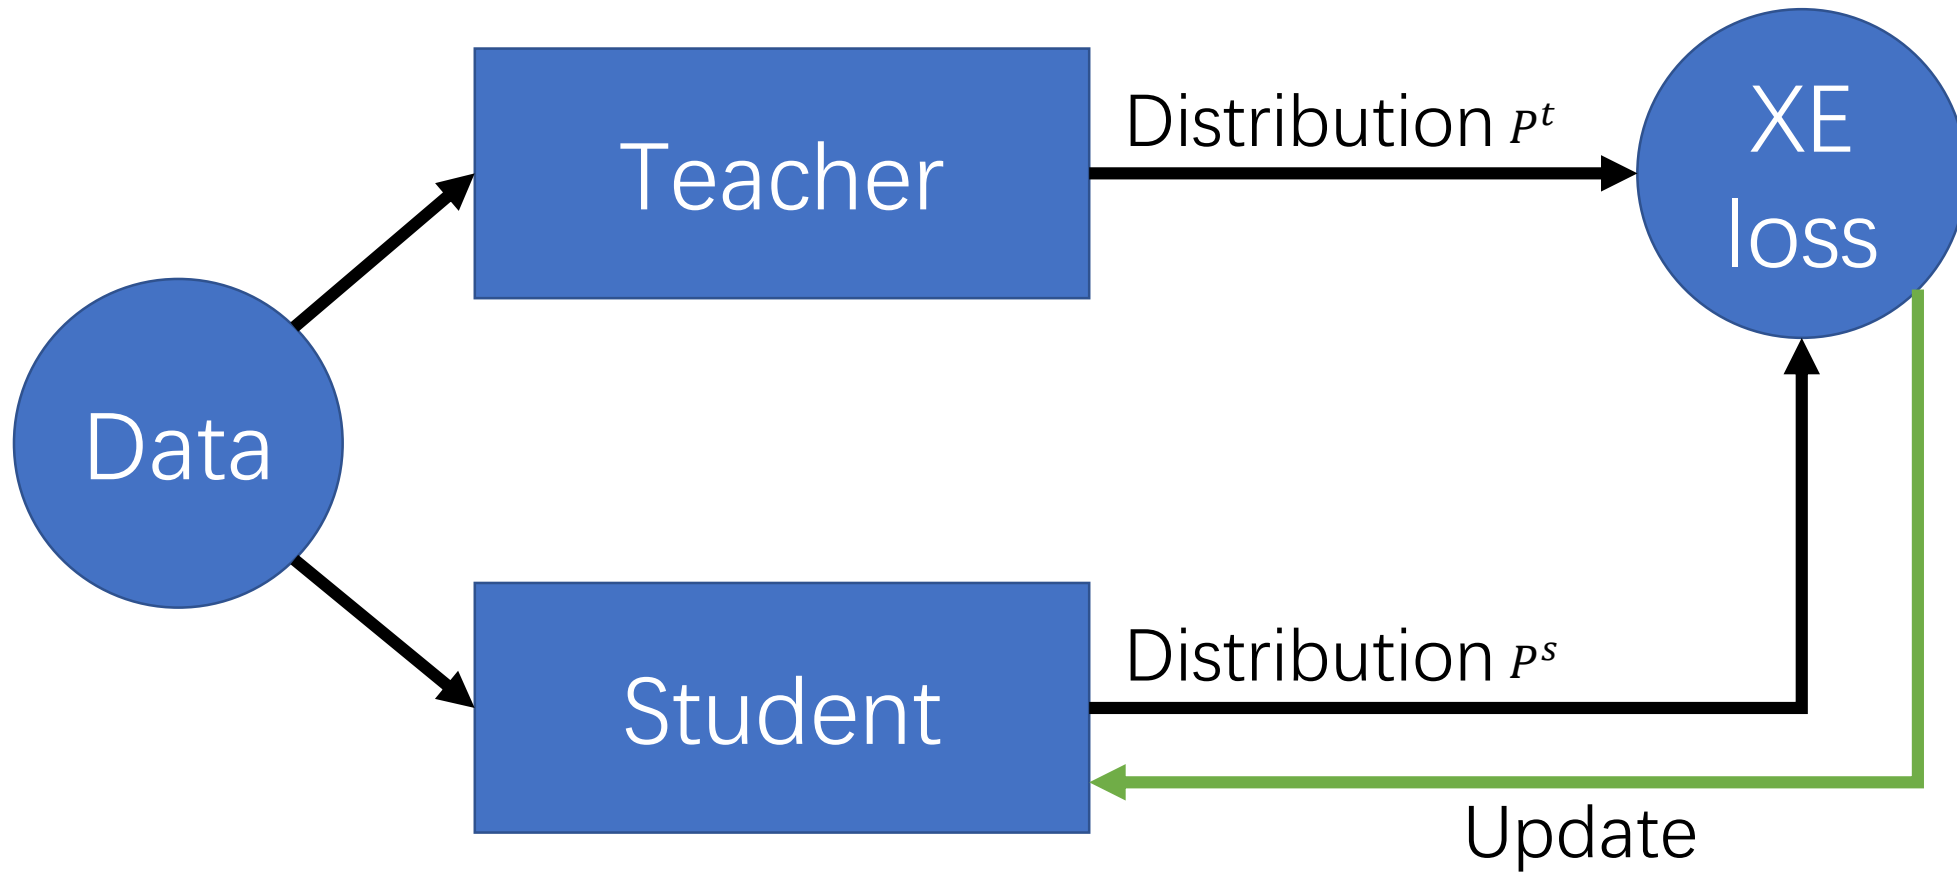 Teacher
Distribution P^t
XE
loss
Data
Student
Distribution P^s
Update